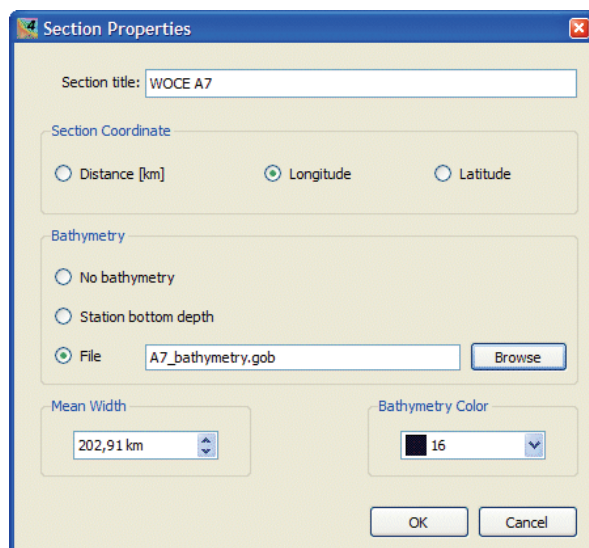 4 Section Properties
Section title: WOCE A7
Section Coordinate
Distance [km] Longitude Latitude
Bathymetry
No bathymetry
Station bottom depth
File A7_bathymetry.gob Browse
Mean Width Bathymetry Color
202,91 km 16
OK Cancel